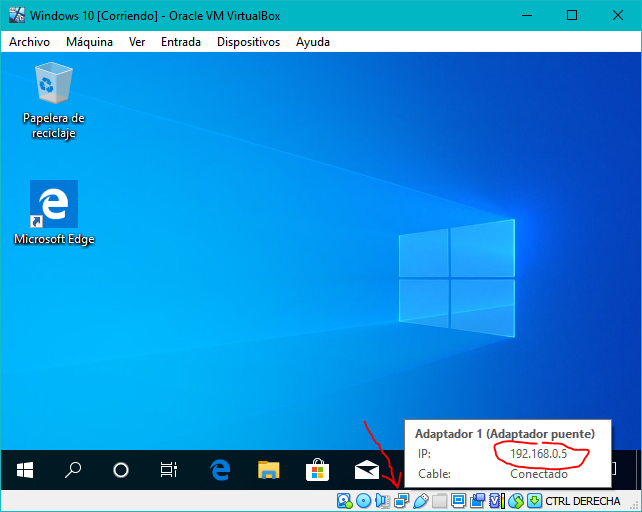 Windows 10 [Corriendo] - Oracle VM VirtualBox
Archivo Máquina Ver Entrada Dispositivos Ayuda
Papelera de
reciclaje
Microsoft Edge
Adaptador 1 (Adaptador puente)
IP: 192.168.0.5
Cable: Conectado
CTRL DERECHA